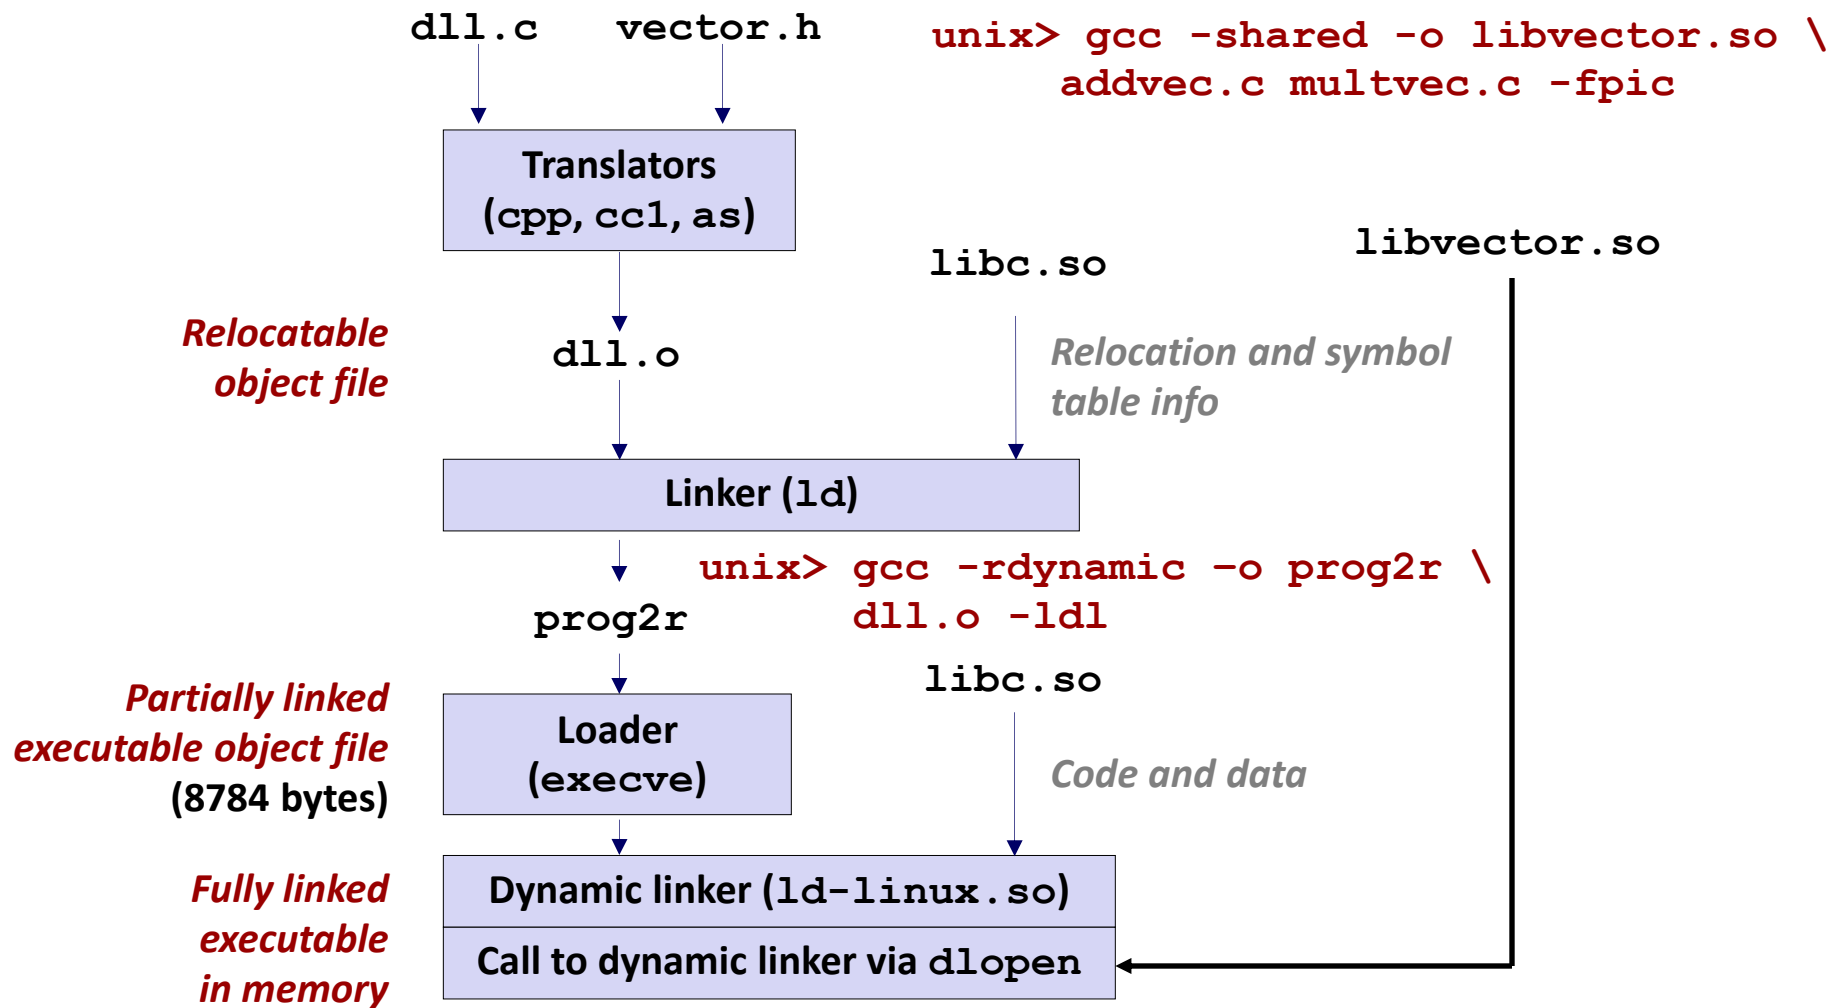 dll.c vector.h
unix> gcc -shared -o libvector.so \
addvec.c multvec.c -fpic
Translators
(cpp, cc1, as)
libc.so
libvector.so
Relocatable
object file
dll.o
Relocation and symbol
table info
Linker (ld)
unix> gcc -rdynamic –o prog2r \
dll.o -ldl
prog2r
libc.so
Partially linked
executable object file
(8784 bytes)
Loader
(execve)
Code and data
Fully linked
executable
in memory
Dynamic linker (ld-linux.so)
Call to dynamic linker via dlopen